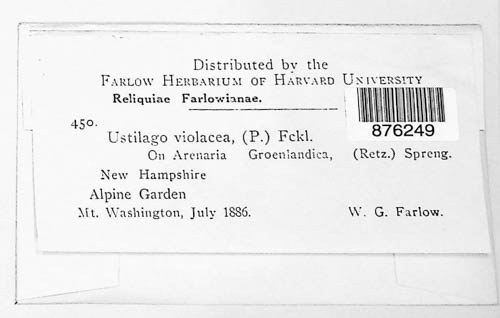 Distributed by the
FARLOW HERBARIUM OF HARVARD UNIVERSITY
Reliquiae Farlowianae.
876249
450.
Ustilago violacea, (P.) Fckl.
On Arenaria Groenlandica, (Retz.) Spreng.
New Hampshire
Alpine Garden
Mt. Washington, July 1886. W. G. Farlow.